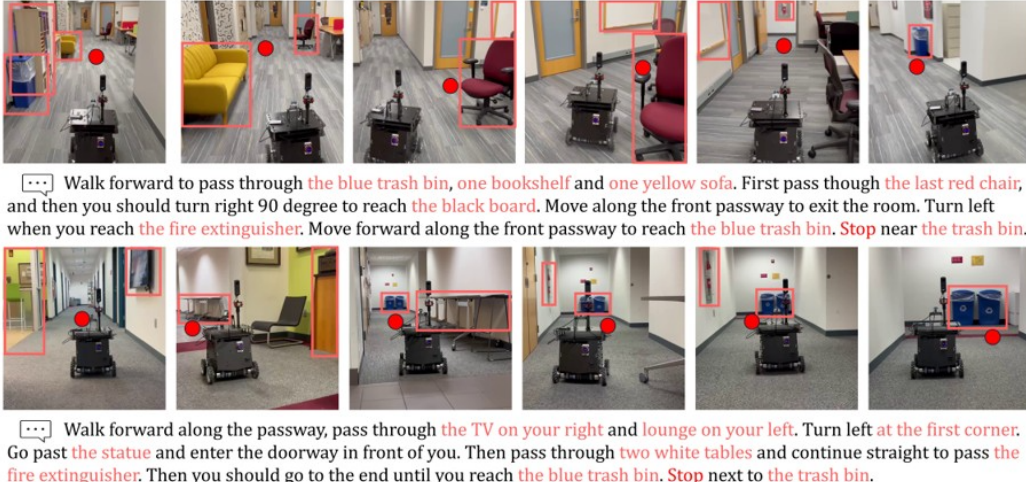 Walk forward to pass through the blue trash bin, one bookshelf and one yellow sofa. First pass though the last red chair,
and then you should turn right 90 degree to reach the black board. Move along the front passway to exit the room. Turn left
when you reach the fire extinguisher. Move forward along the front passway to reach the blue trash bin. Stop near the trash bin.
Walk forward along the passway, pass through the TV on your right and lounge on your left. Turn left at the first corner.
Go past the statue and enter the doorway in front of you. Then pass through two white tables and continue straight to pass the
fire extinguisher. Then you should go to the end until you reach the blue trash bin. Stop next to the trash bin.